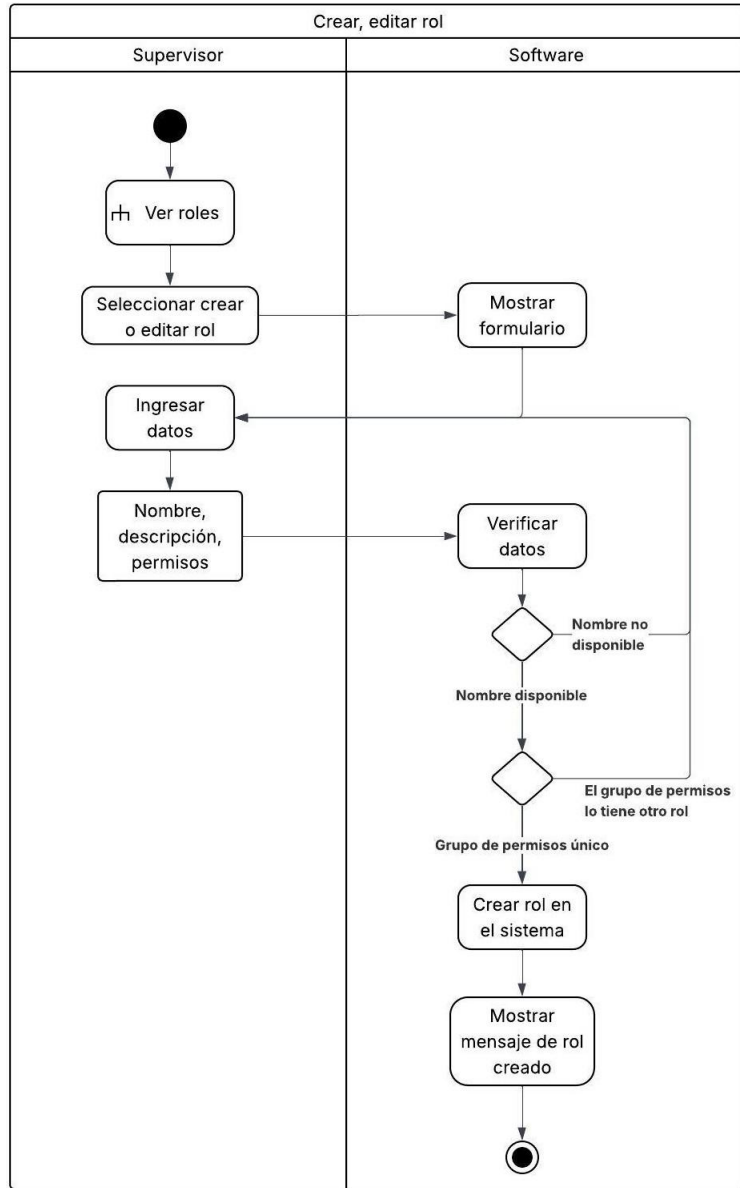 Crear, editar rol
Supervisor
Software
Ver roles
Seleccionar crear
o editar rol
Mostrar
formulario
Ingresar
datos
Nombre,
descripción,
permisos
Verificar
datos
Nombre no
disponible
Nombre disponible
El grupo de permisos
lo tiene otro rol
Grupo de permisos único
Crear rol en
el sistema
Mostrar
mensaje de rol
creado